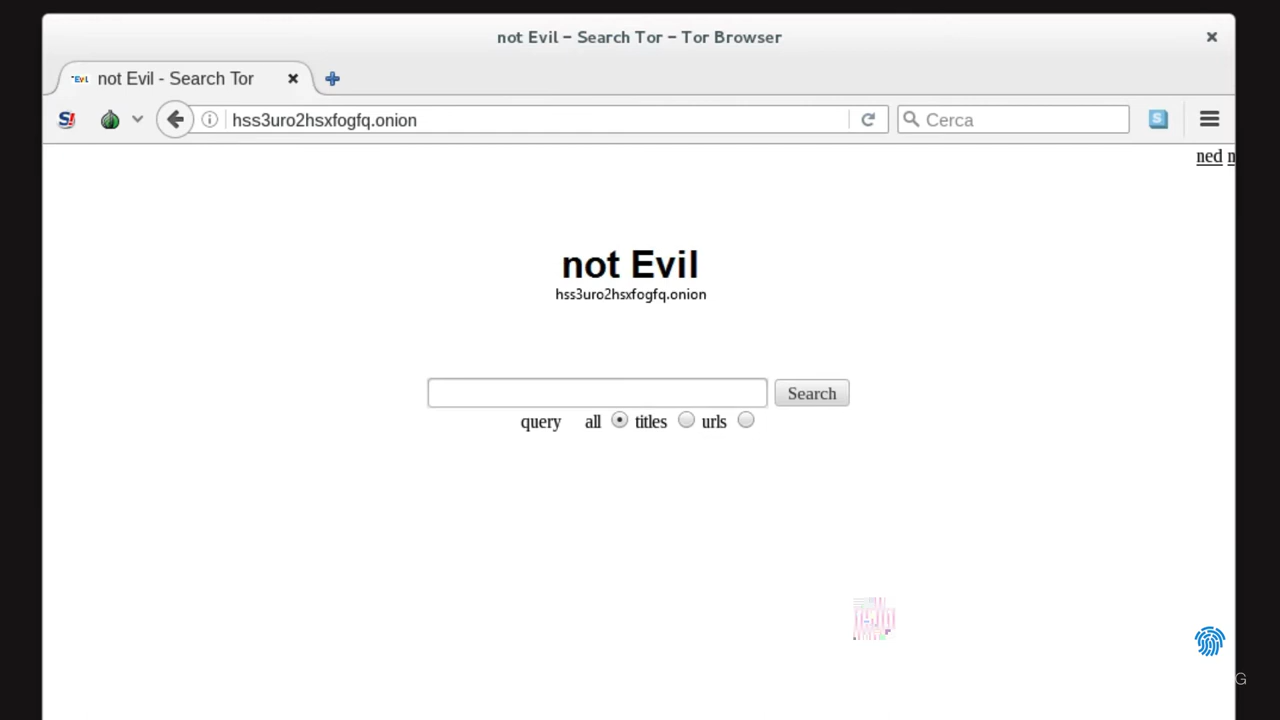 not Evil – Search Tor – Tor Browser
not Evil - Search Tor
hss3uro2hsxfogfq.onion
Cerca
ned
not Evil
hss3uro2hsxfogfq.onion
Search
query all titles urls
G